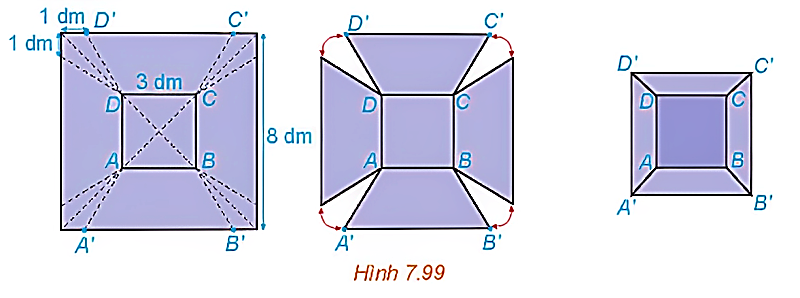 1 dm D' C'
1 dm
3 dm
D C
8 dm
A B
A' B'
D' C'
D C
A B
A' B'
D' C'
D C
A B
A' B'
Hình 7.99